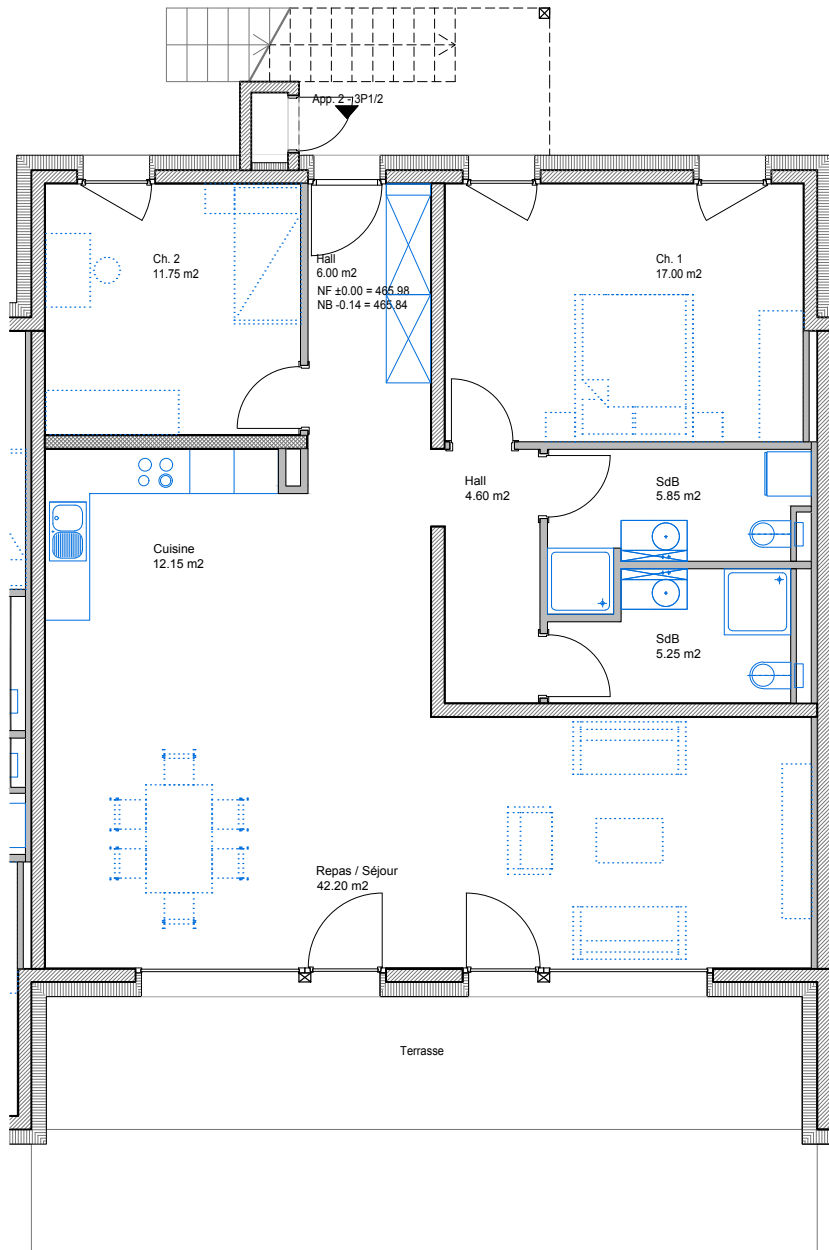 App. 2 - 3P1/2
Ch. 2
11.75 m2
Hall
6.00 m2
NF ±0.00 = 465.98
NB -0.14 = 465.84
Ch. 1
17.00 m2
Hall
4.60 m2
SdB
5.85 m2
Cuisine
12.15 m2
SdB
5.25 m2
Repas / Séjour
42.20 m2
Terrasse